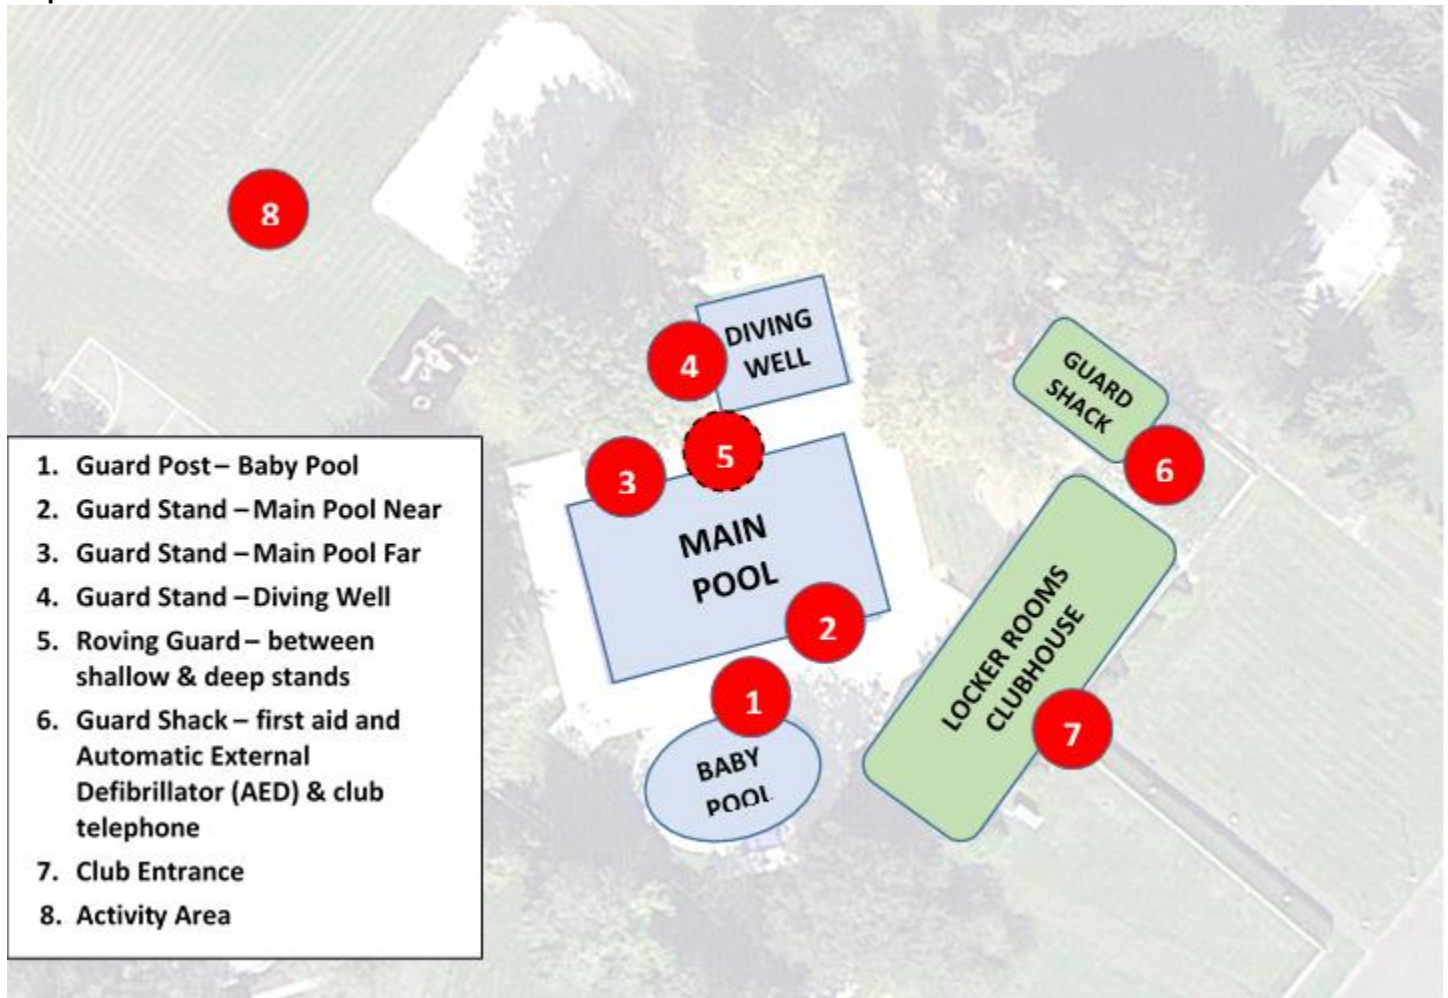 8
DIVING
WELL
4
GUARD
SHACK
5
3
6
MAIN
POOL
2
LOCKER ROOMS
CLUBHOUSE
1
7
BABY
POOL
1. Guard Post – Baby Pool
2. Guard Stand – Main Pool Near
3. Guard Stand – Main Pool Far
4. Guard Stand – Diving Well
5. Roving Guard – between
shallow & deep stands
6. Guard Shack – first aid and
Automatic External
Defibrillator (AED) & club
telephone
7. Club Entrance
8. Activity Area